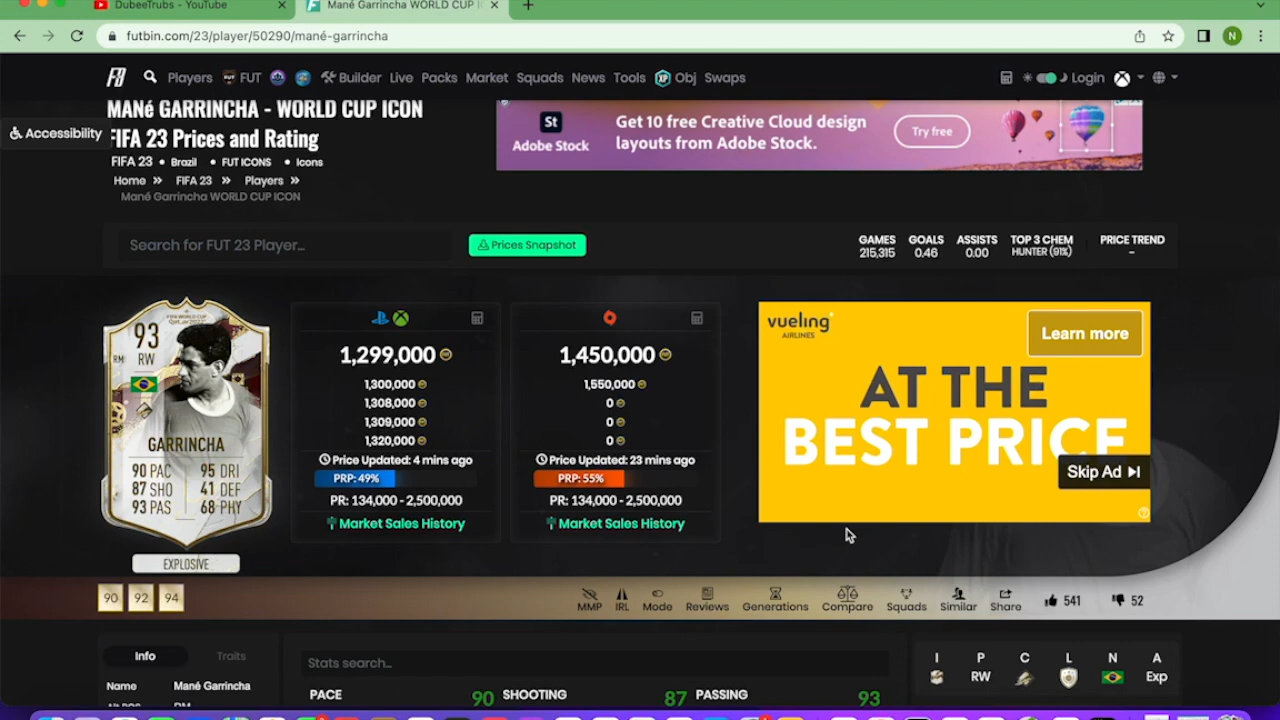 DubeeTrubs - YouTube
Mané Garrincha WORLD CUP IC
futbin.com/23/player/50290/mané-garrincha
N
Players FUT Builder Live Packs Market Squads News Tools XP Obj Swaps Login
Accessibility
MANé GARRINCHA - WORLD CUP ICON
FIFA 23 Prices and Rating
FIFA 23 • Brazil • FUT ICONS • Icons
Home » FIFA 23 » Players »
Mané Garrincha WORLD CUP ICON
St
Adobe Stock
Get 10 free Creative Cloud design
layouts from Adobe Stock.
Try free
Search for FUT 23 Player...
Prices Snapshot
GAMES GOALS ASSISTS TOP 3 CHEM PRICE TREND
215,315 0.46 0.00 HUNTER (91%) -
93
RW
RM
GARRINCHA
90 PAC 95 DRI
87 SHO 41 DEF
93 PAS 68 PHY
EXPLOSIVE
1,299,000
1,300,000
1,308,000
1,309,000
1,320,000
Price Updated: 4 mins ago
PRP: 49%
PR: 134,000 - 2,500,000
Market Sales History
1,450,000
1,550,000
0
0
0
Price Updated: 23 mins ago
PRP: 55%
PR: 134,000 - 2,500,000
Market Sales History
vueling
AIRLINES
Learn more
AT THE
BEST PRICE
Skip Ad
90 92 94
MMP IRL Mode Reviews Generations Compare Squads Similar Share 541 52
Info Traits
Name Mané Garrincha
Stats search...
PACE 90 SHOOTING 87 PASSING 93
I P C L N A
RW Exp